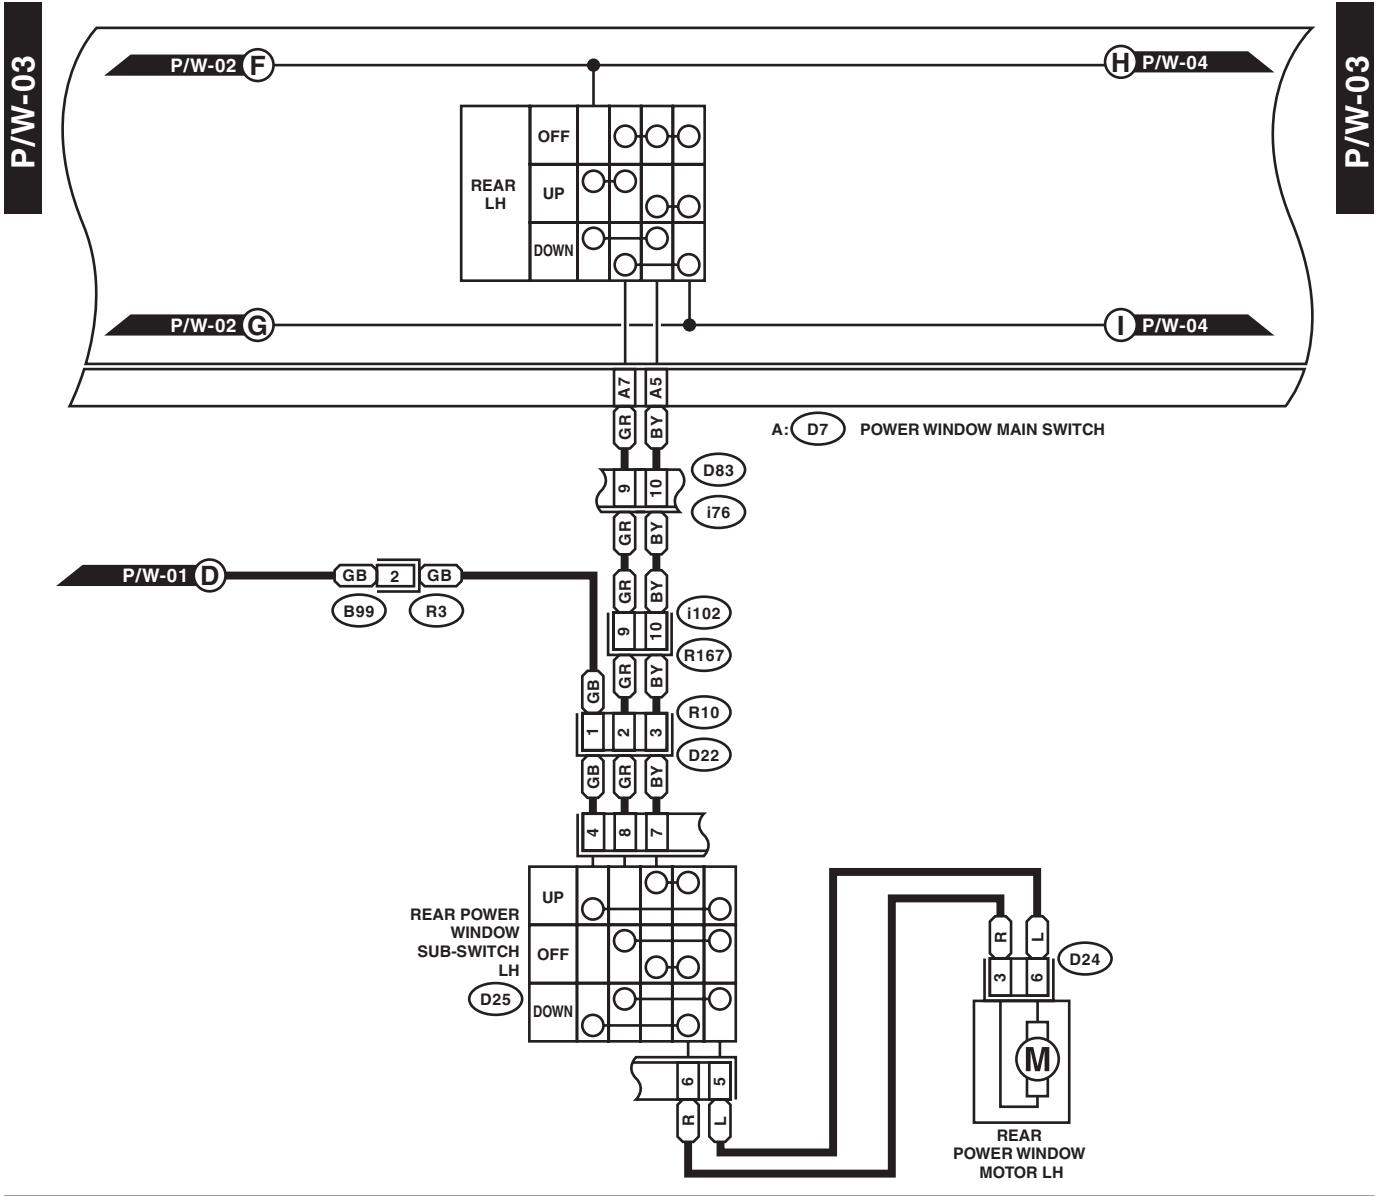 P/W-03
P/W-03
P/W-02 F
H P/W-04
REAR
LH
OFF
UP
DOWN
P/W-02 G
I P/W-04
A7 A5
GR BY
A: D7 POWER WINDOW MAIN SWITCH
9 10
D83
i76
GR BY
P/W-01 D
GB 2 GB
B99 R3
GR BY
9 10
i102
R167
GB GR BY
1 2 3
R10
D22
GB GR BY
4 8 7
REAR POWER
WINDOW
SUB-SWITCH
LH
D25
UP
OFF
DOWN
6 5
R L
R L
3 6
D24
M
REAR
POWER WINDOW
MOTOR LH